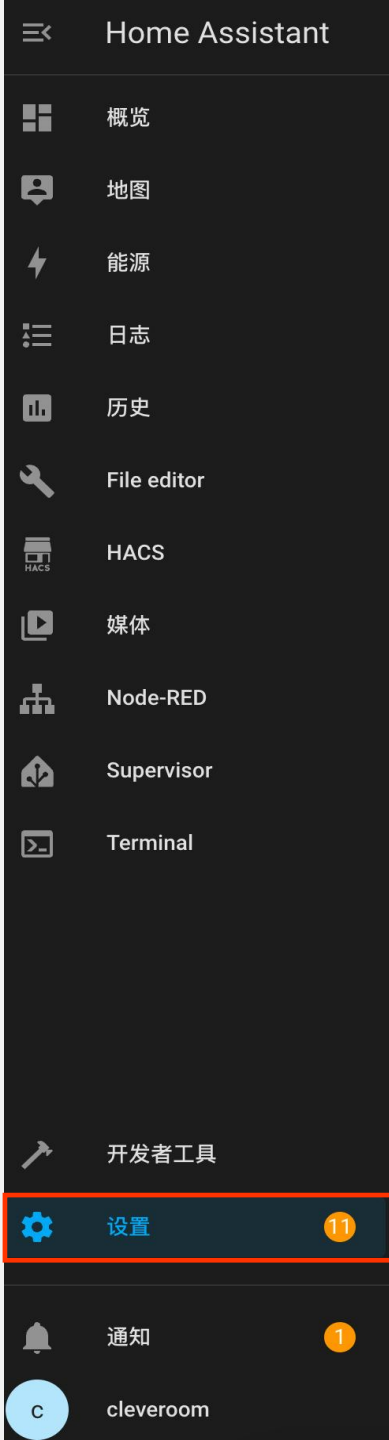 Home Assistant
概览
地图
能源
日志
历史
File editor
HACS
HACS
媒体
Node-RED
Supervisor
Terminal
开发者工具
设置 11
通知 1
c cleveroom